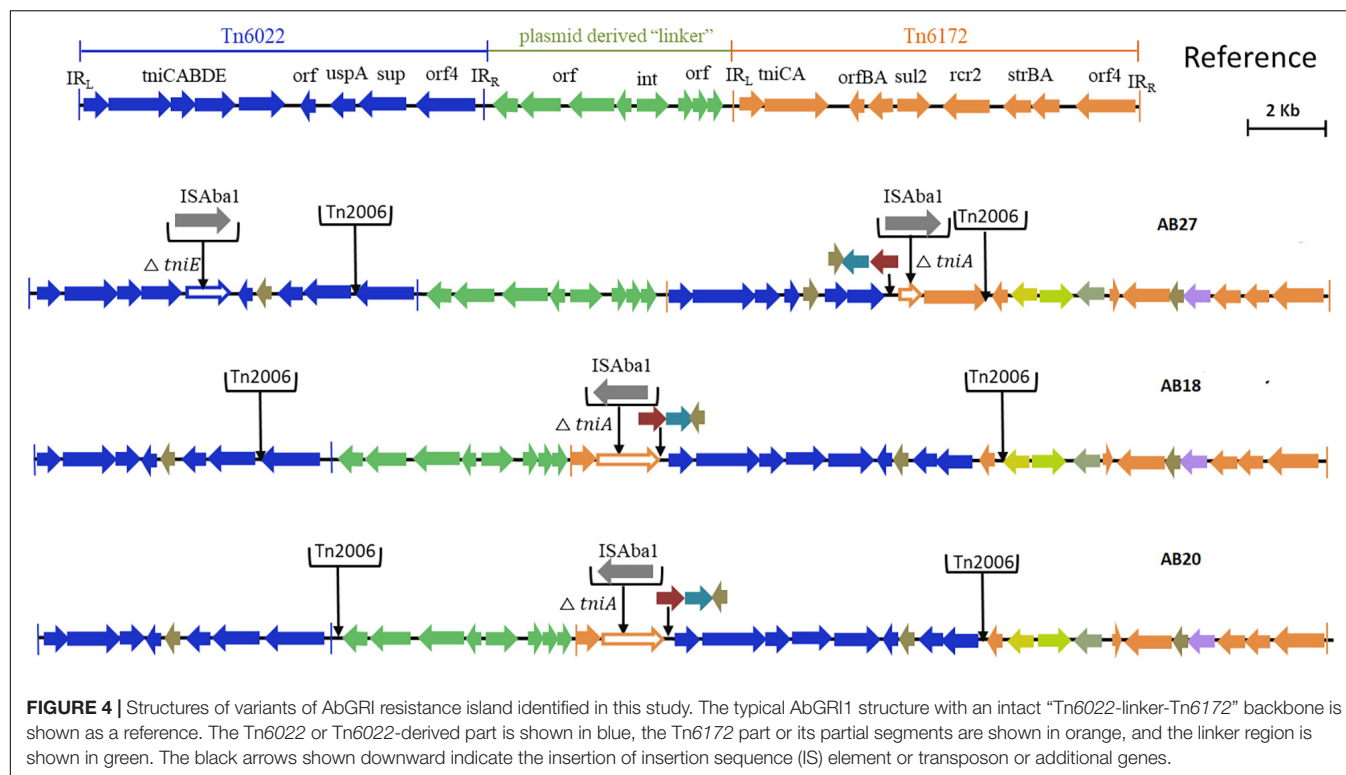 Tn6022 plasmid derived "linker" Tn6172
Reference
IRL tniCABDE orf uspA sup orf4 IRR orf int orf IRL tniCA orfBA sul2 rcr2 strBA orf4 IRR
2 Kb
ISAba1 Tn2006 ISAba1 Tn2006 AB27
△ tniE △ tniA
Tn2006 ISAba1 Tn2006 AB18
△ tniA
Tn2006 ISAba1 Tn2006 AB20
△ tniA
FIGURE 4 | Structures of variants of AbGRI resistance island identified in this study. The typical AbGRI1 structure with an intact "Tn6022-linker-Tn6172" backbone is
shown as a reference. The Tn6022 or Tn6022-derived part is shown in blue, the Tn6172 part or its partial segments are shown in orange, and the linker region is
shown in green. The black arrows shown downward indicate the insertion of insertion sequence (IS) element or transposon or additional genes.